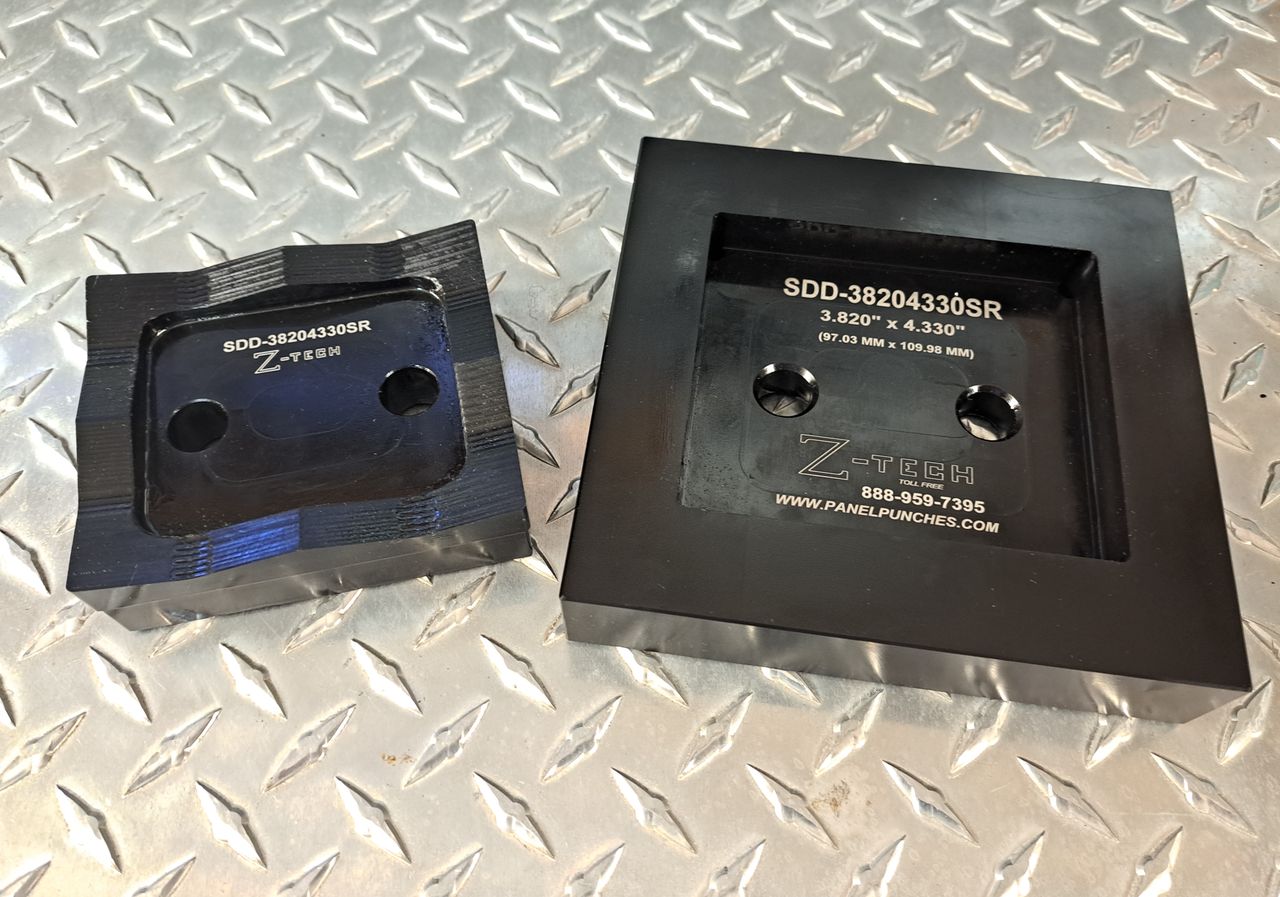 SDD-38204330SR
Z-TECH
SDD-38204330SR
3.820" x 4.330"
(97.03 MM x 109.98 MM)
Z-TECH
TOLL FREE
888-959-7395
WWW.PANELPUNCHES.COM